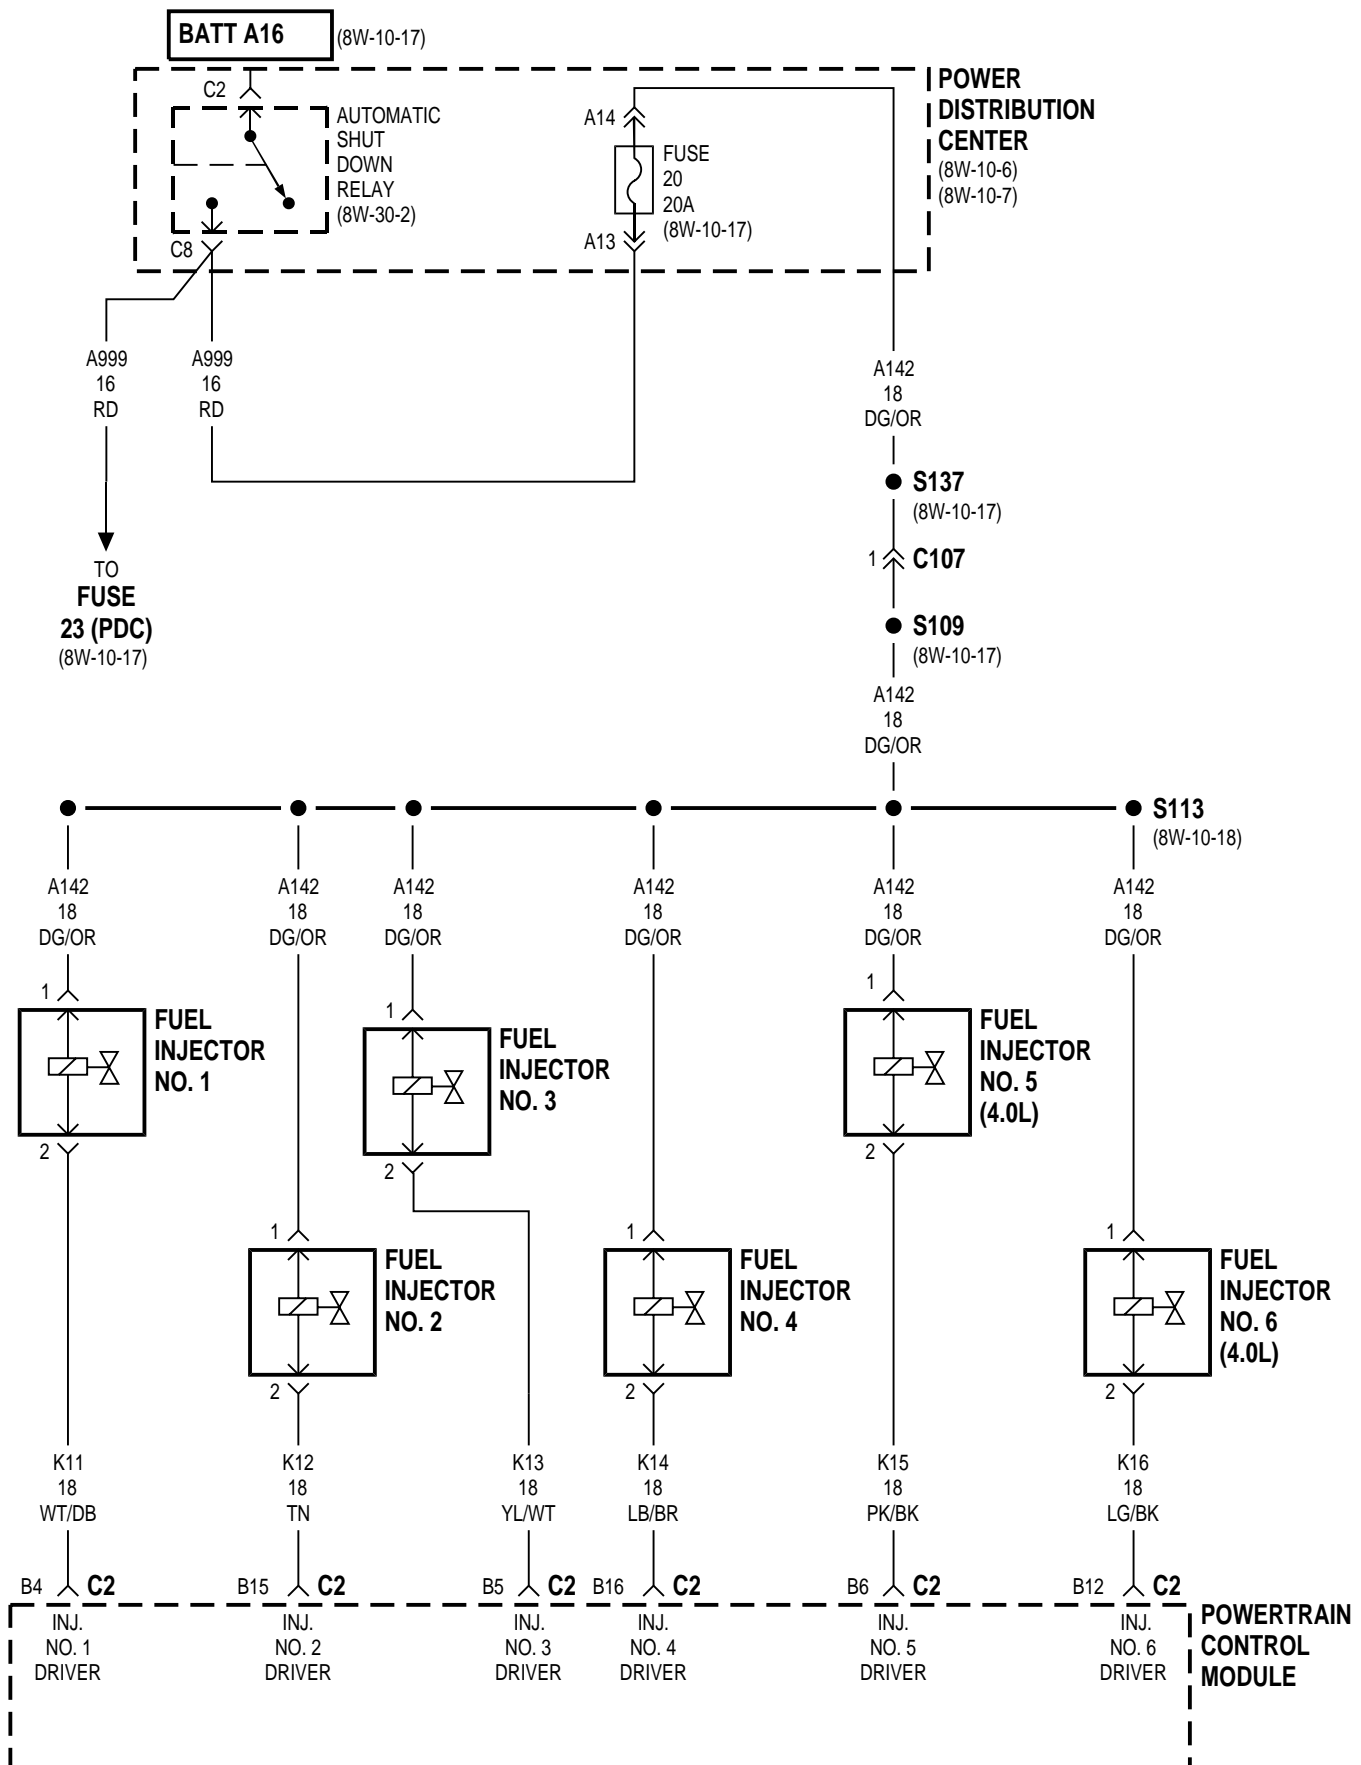 BATT A16
(8W-10-17)
C2
AUTOMATIC
SHUT
DOWN
RELAY
(8W-30-2)
C8
A14
FUSE
20
20A
(8W-10-17)
A13
POWER
DISTRIBUTION
CENTER
(8W-10-6)
(8W-10-7)
A999
16
RD
A999
16
RD
A142
18
DG/OR
TO
FUSE
23 (PDC)
(8W-10-17)
S137
(8W-10-17)
1
C107
S109
(8W-10-17)
A142
18
DG/OR
S113
(8W-10-18)
A142
18
DG/OR
A142
18
DG/OR
A142
18
DG/OR
A142
18
DG/OR
A142
18
DG/OR
A142
18
DG/OR
1
FUEL
INJECTOR
NO. 1
2
1
FUEL
INJECTOR
NO. 3
2
1
FUEL
INJECTOR
NO. 5
(4.0L)
2
1
FUEL
INJECTOR
NO. 2
2
1
FUEL
INJECTOR
NO. 4
2
1
FUEL
INJECTOR
NO. 6
(4.0L)
2
K11
18
WT/DB
K12
18
TN
K13
18
YL/WT
K14
18
LB/BR
K15
18
PK/BK
K16
18
LG/BK
B4
C2
B15
C2
B5
C2
B16
C2
B6
C2
B12
C2
INJ.
NO. 1
DRIVER
INJ.
NO. 2
DRIVER
INJ.
NO. 3
DRIVER
INJ.
NO. 4
DRIVER
INJ.
NO. 5
DRIVER
INJ.
NO. 6
DRIVER
POWERTRAIN
CONTROL
MODULE